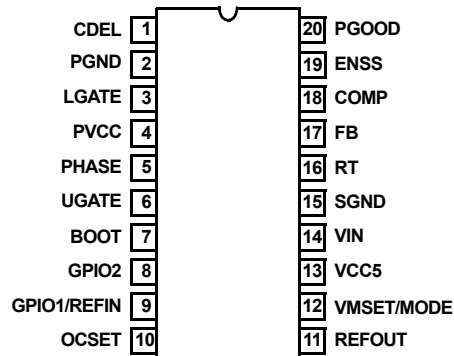 CDEL 1 20 PGOOD
PGND 2 19 ENSS
LGATE 3 18 COMP
PVCC 4 17 FB
PHASE 5 16 RT
UGATE 6 15 SGND
BOOT 7 14 VIN
GPIO2 8 13 VCC5
GPIO1/REFIN 9 12 VMSET/MODE
OCSET 10 11 REFOUT